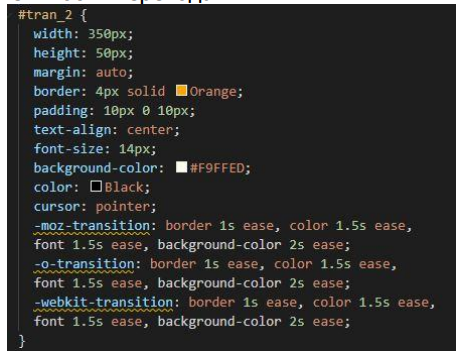 #tran_2 {
width: 350px;
height: 50px;
margin: auto;
border: 4px solid Orange;
padding: 10px 0 10px;
text-align: center;
font-size: 14px;
background-color: #F9FFED;
color: Black;
cursor: pointer;
-moz-transition: border 1s ease, color 1.5s ease,
font 1.5s ease, background-color 2s ease;
-o-transition: border 1s ease, color 1.5s ease,
font 1.5s ease, background-color 2s ease;
-webkit-transition: border 1s ease, color 1.5s ease,
font 1.5s ease, background-color 2s ease;
}